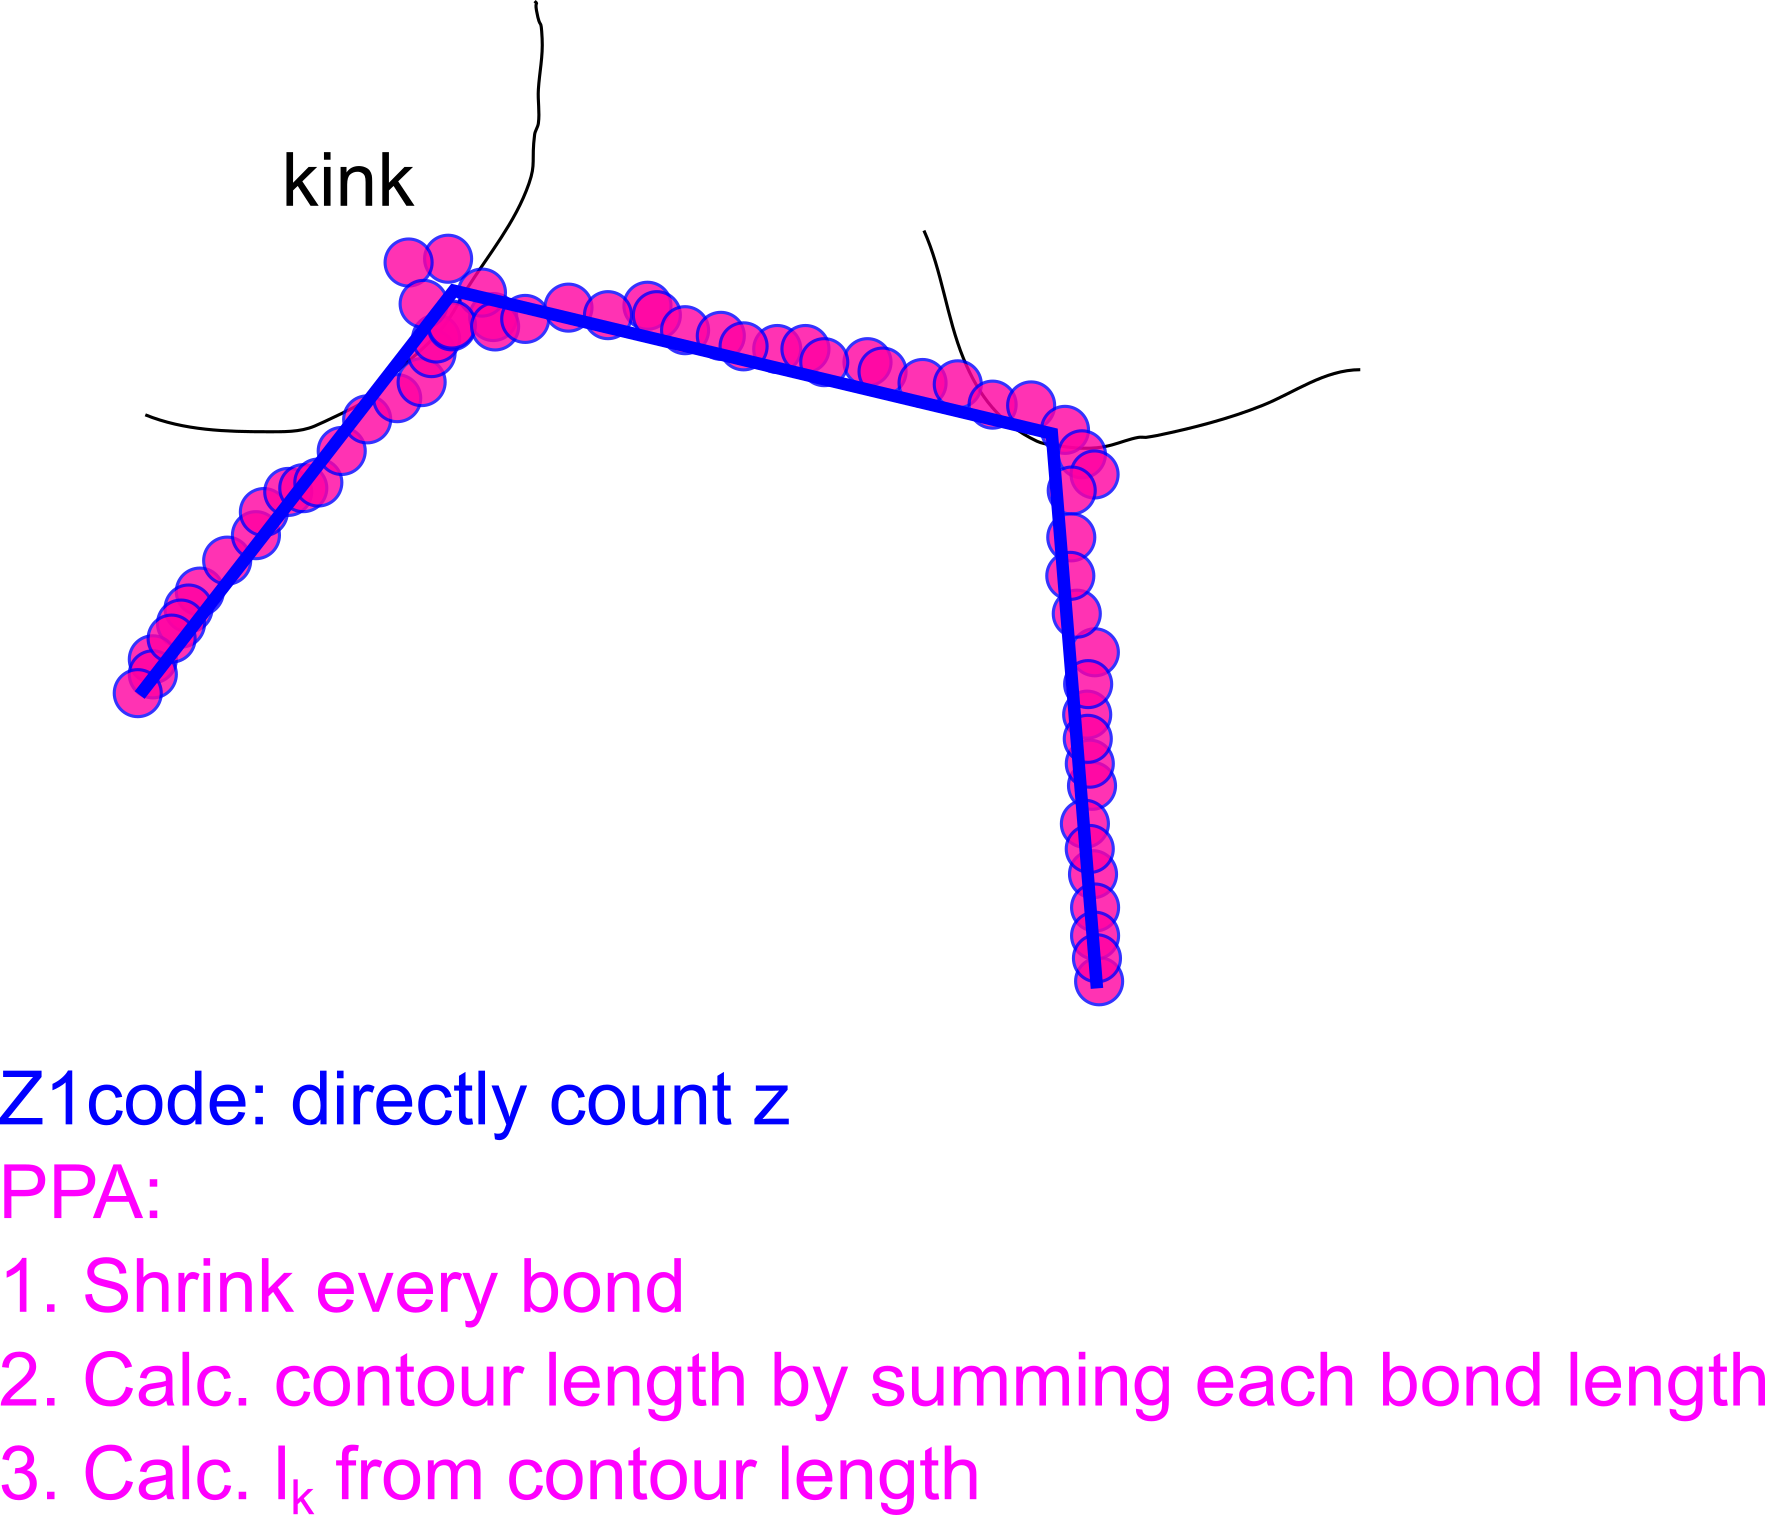 kink
Z1code: directly count z
PPA:
1. Shrink every bond
2. Calc. contour length by summing each bond length
3. Calc. lₖ from contour length